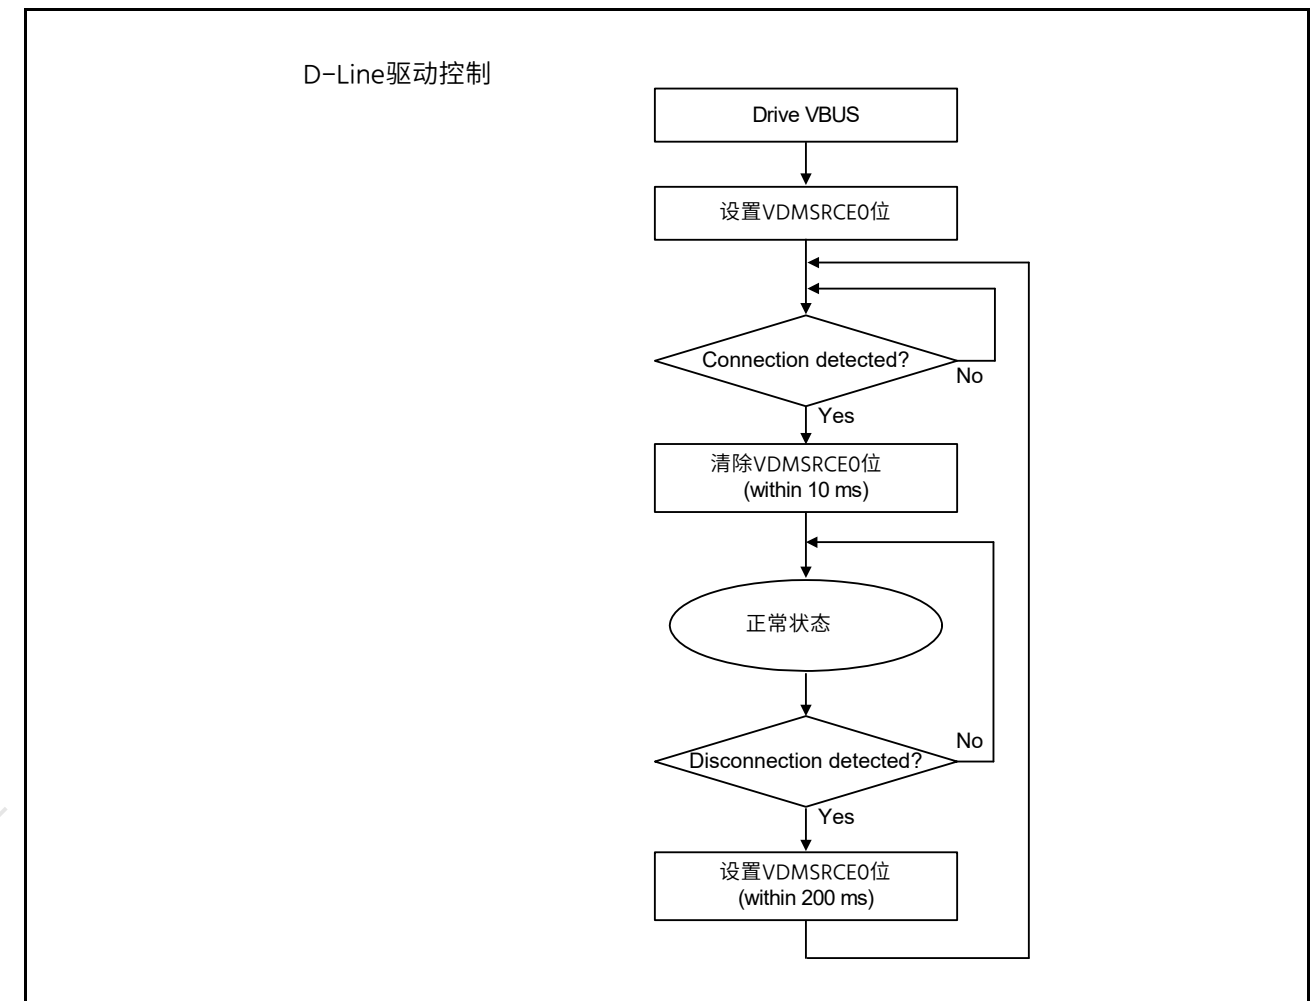 D-Line驱动控制
Drive VBUS
设置VDMSRCE0位
Connection detected?
No
Yes
清除VDMSRCE0位
(within 10 ms)
正常状态
Disconnection detected?
No
Yes
设置VDMSRCE0位
(within 200 ms)